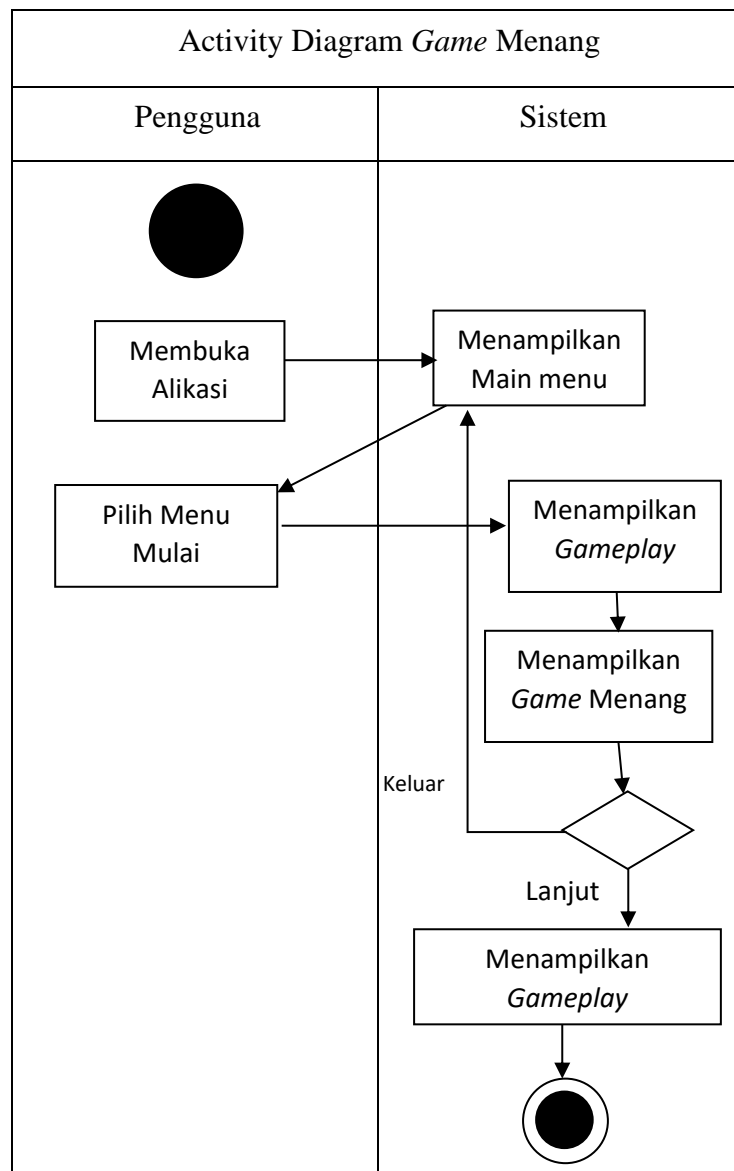 Activity Diagram Game Menang
Pengguna
Sistem
Membuka
Alikasi
Menampilkan
Main menu
Pilih Menu
Mulai
Menampilkan
Gameplay
Menampilkan
Game Menang
Keluar
Lanjut
Menampilkan
Gameplay